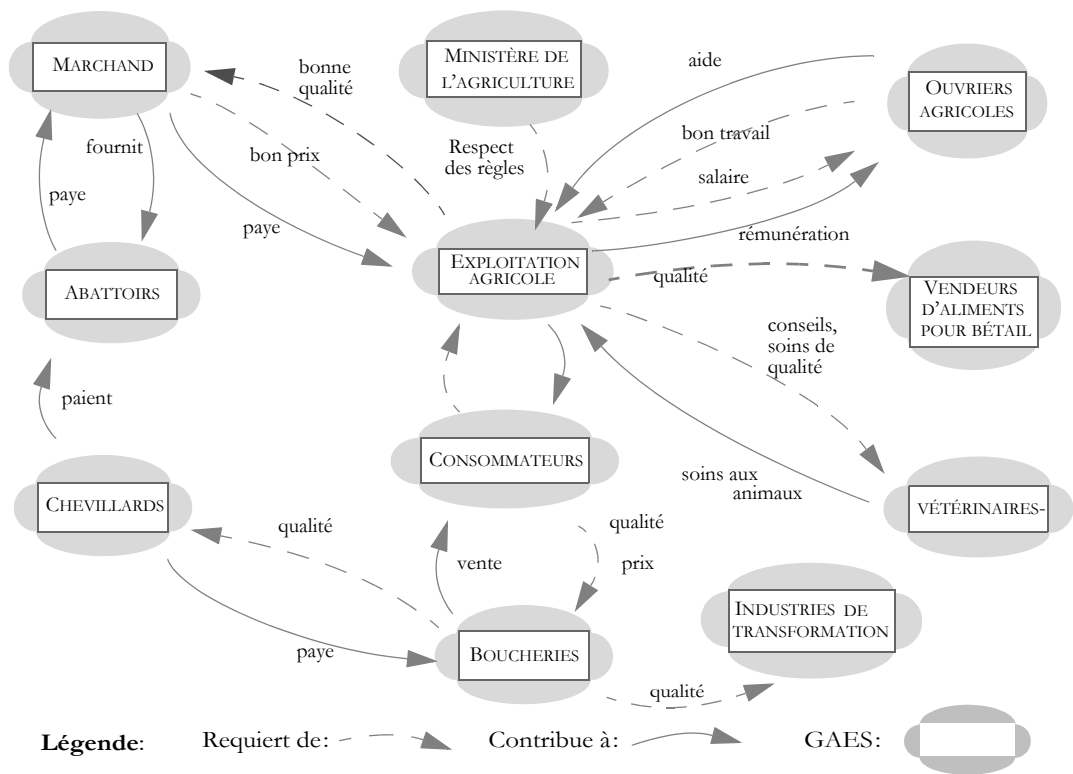 MARCHAND
bonne
qualité
MINISTÈRE DE
L'AGRICULTURE
aide
OUVRIERS
AGRICOLES
fournit
bon prix
Respect
des règles
bon travail
salaire
paye
paye
rémunération
ABATTOIRS
EXPLOITATION
AGRICOLE
qualité
VENDEURS
D'ALIMENTS
POUR BÉTAIL
conseils,
soins de
qualité
paient
CONSOMMATEURS
soins aux
animaux
CHEVILLARDS
qualité
qualité
prix
VÉTÉRINAIRES-
vente
INDUSTRIES DE
TRANSFORMATION
paye
BOUCHERIES
qualité
Légende: Requiert de: Contribue à: GAES: